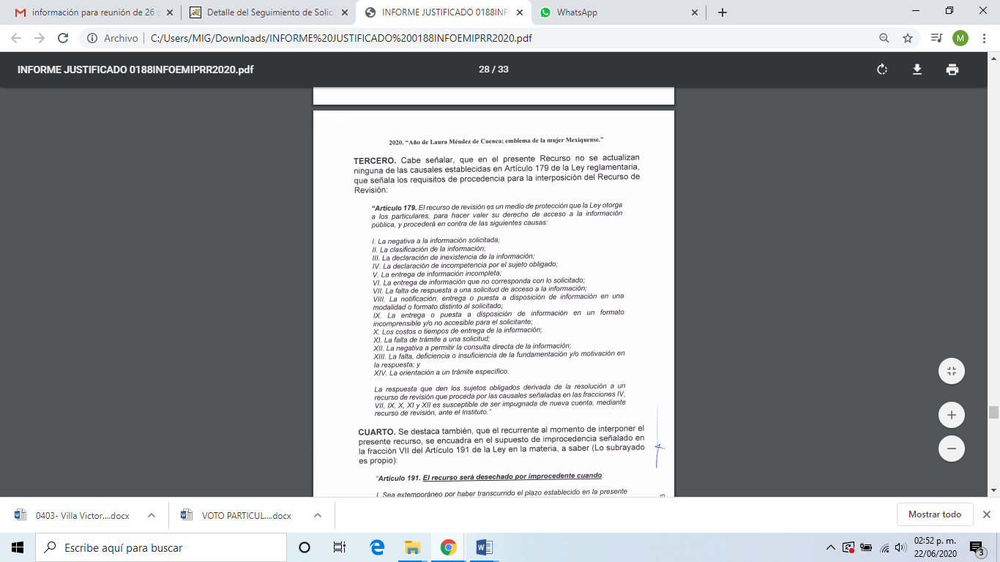 información para reunión de 26 c
Detalle del Seguimiento de Solici
INFORME JUSTIFICADO 0188INFO
WhatsApp
Archivo
C:/Users/MIG/Downloads/INFORME%20JUSTIFICADO%200188INFOEMIPRR2020.pdf
M
INFORME JUSTIFICADO 0188INFOEMIPRR2020.pdf
28 / 33
2020. “Año de Laura Méndez de Cuenca; emblema de la mujer Mexiquense.”
TERCERO. Cabe señalar, que en el presente Recurso no se actualizan
ninguna de las causales establecidas en Artículo 179 de la Ley reglamentaria,
que señala los requisitos de procedencia para la interposición del Recurso de
Revisión:
“Artículo 179. El recurso de revisión es un medio de protección que la Ley otorga
a los particulares, para hacer valer su derecho de acceso a la información
pública, y procederá en contra de las siguientes causas:
I. La negativa a la información solicitada;
II. La clasificación de la información;
III. La declaración de inexistencia de la información;
IV. La declaración de incompetencia por el sujeto obligado;
V. La entrega de información incompleta;
VI. La entrega de información que no corresponda con lo solicitado;
VII. La falta de respuesta a una solicitud de acceso a la información;
VIII. La notificación, entrega o puesta a disposición de información en una
modalidad o formato distinto al solicitado;
IX. La entrega o puesta a disposición de información en un formato
incomprensible y/o no accesible para el solicitante;
X. Los costos o tiempos de entrega de la información;
XI. La falta de trámite a una solicitud;
XII. La negativa a permitir la consulta directa de la información;
XIII. La falta, deficiencia o insuficiencia de la fundamentación y/o motivación en
la respuesta; y
XIV. La orientación a un trámite específico.
La respuesta que den los sujetos obligados derivada de la resolución a un
recurso de revisión que proceda por las causales señaladas en las fracciones IV,
VII, IX, X, XI y XII es susceptible de ser impugnada de nueva cuenta, mediante
recurso de revisión, ante el Instituto.”
CUARTO. Se destaca también, que el recurrente al momento de interponer el
presente recurso, se encuadra en el supuesto de improcedencia señalado en
la fracción VII del Artículo 191 de la Ley en la materia, a saber (Lo subrayado
es propio):
“Artículo 191. El recurso será desechado por improcedente cuando:
I. Sea extemporáneo por haber transcurrido el plazo establecido en la presente
0403- Villa Victor....docx
VOTO PARTICUL....docx
Mostrar todo
Escribe aquí para buscar
02:52 p. m.
22/06/2020
3